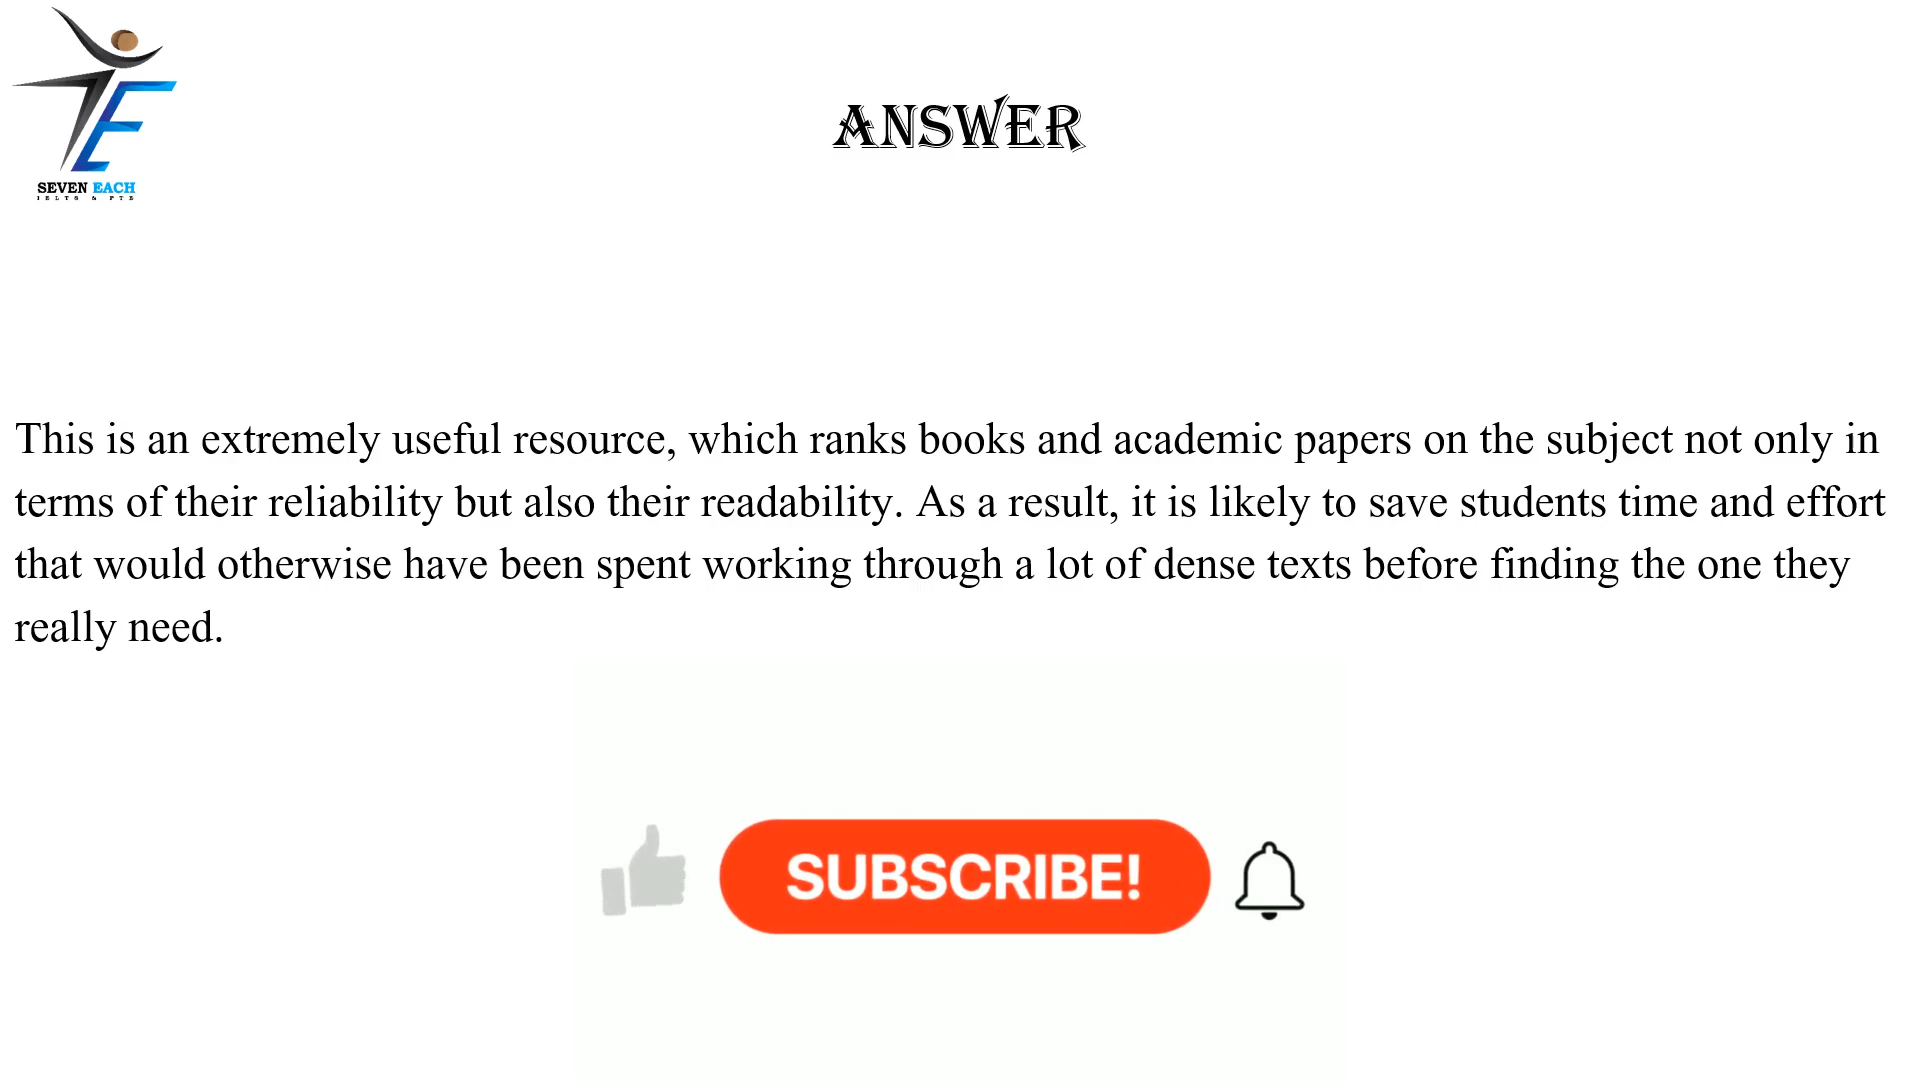 SEVEN EACH
IELTS & PTE
ANSWER
This is an extremely useful resource, which ranks books and academic papers on the subject not only in
terms of their reliability but also their readability. As a result, it is likely to save students time and effort
that would otherwise have been spent working through a lot of dense texts before finding the one they
really need.
SUBSCRIBE!